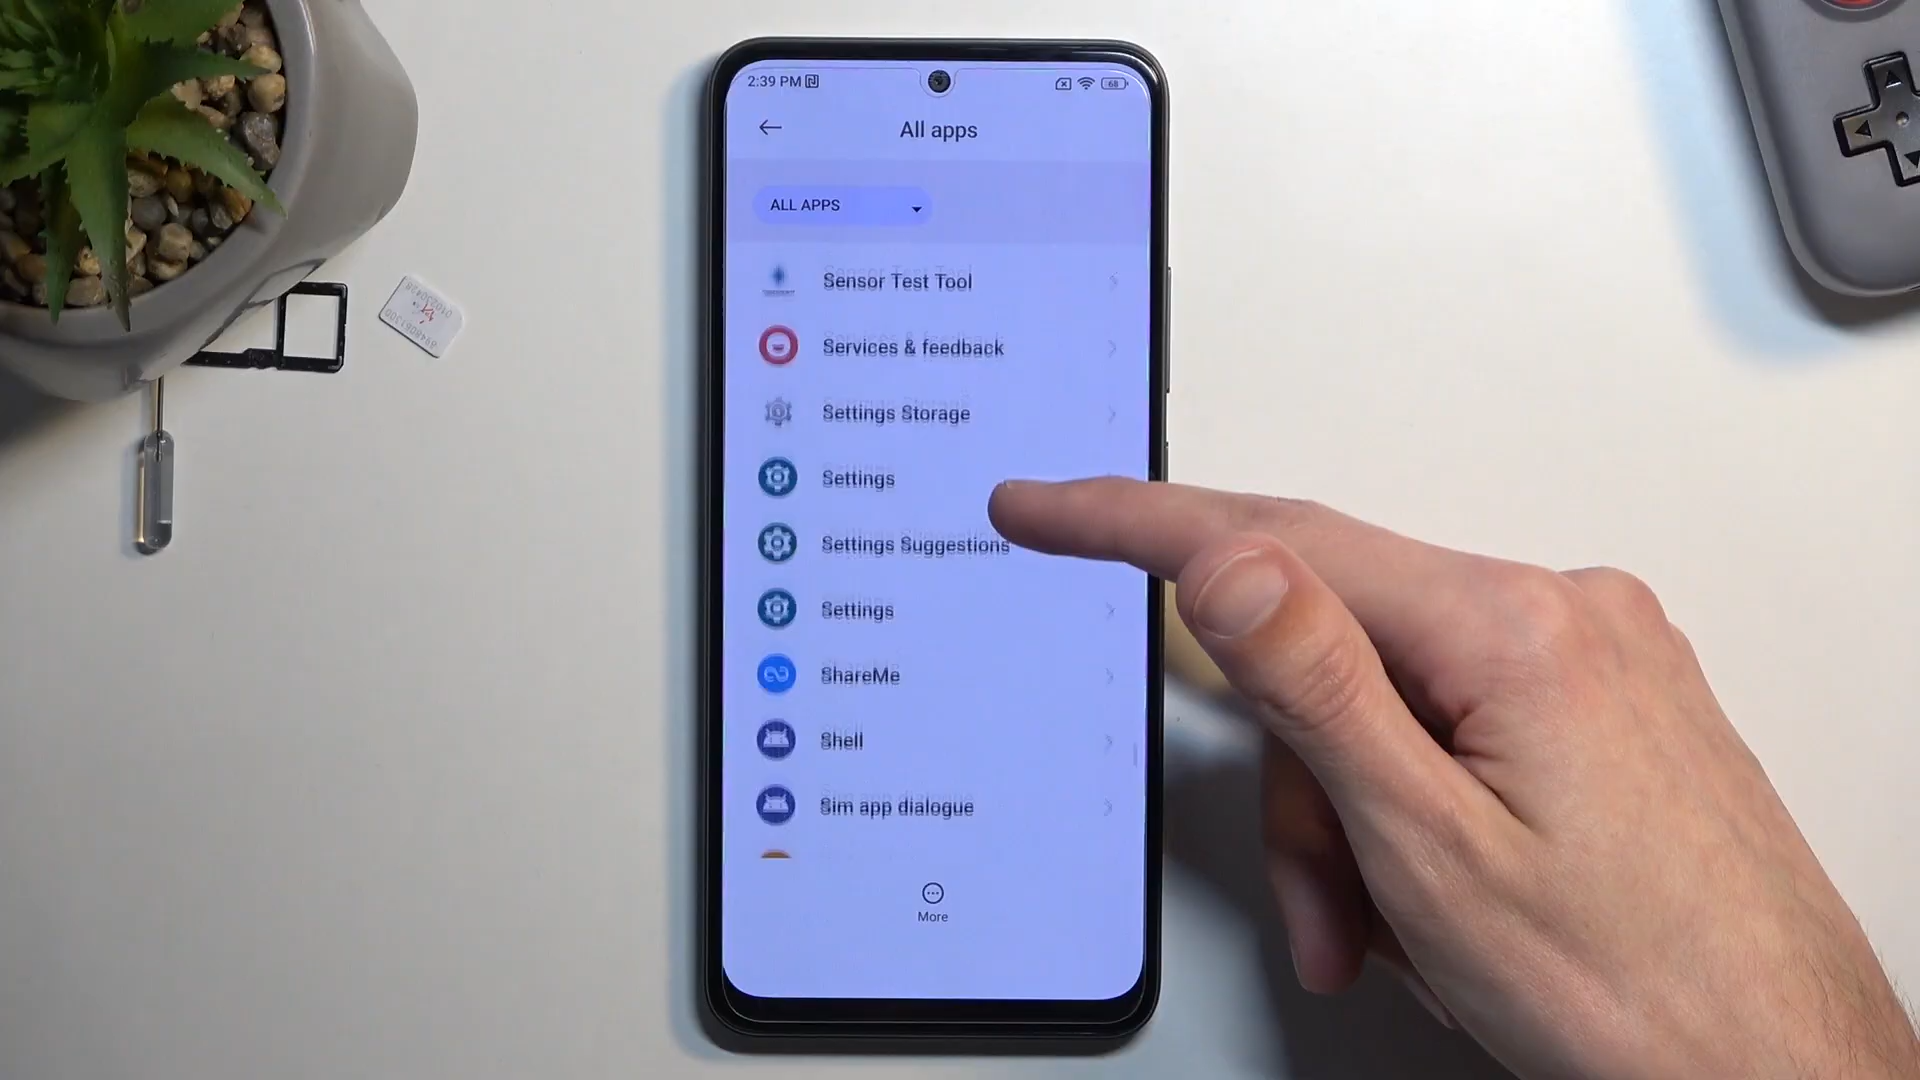 2:39 PM
68
All apps
ALL APPS
Sensor Test Tool
Services & feedback
Settings Storage
Settings
Settings Suggestions
Settings
ShareMe
Shell
Sim app dialogue
More